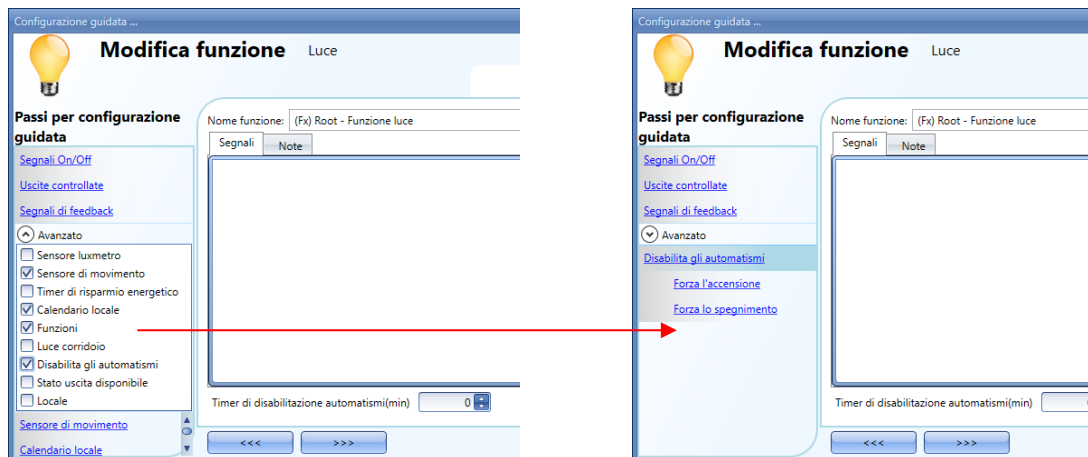 Configurazione guidata ...
Modifica funzione Luce
Passi per configurazione
guidata
Segnali On/Off
Uscite controllate
Segnali di feedback
Avanzato
Sensore luxmetro
Sensore di movimento
Timer di risparmio energetico
Calendario locale
Funzioni
Luce corridoio
Disabilita gli automatismi
Stato uscita disponibile
Locale
Sensore di movimento
Calendario locale
Nome funzione: (Fx) Root - Funzione luce
Segnali Note
Timer di disabilitazione automatismi(min) 0
<<< >>>
Configurazione guidata ...
Modifica funzione Luce
Passi per configurazione
guidata
Segnali On/Off
Uscite controllate
Segnali di feedback
Avanzato
Disabilita gli automatismi
Forza l'accensione
Forza lo spegnimento
Nome funzione: (Fx) Root - Funzione luce
Segnali Note
Timer di disabilitazione automatismi(min)
<<< >>>